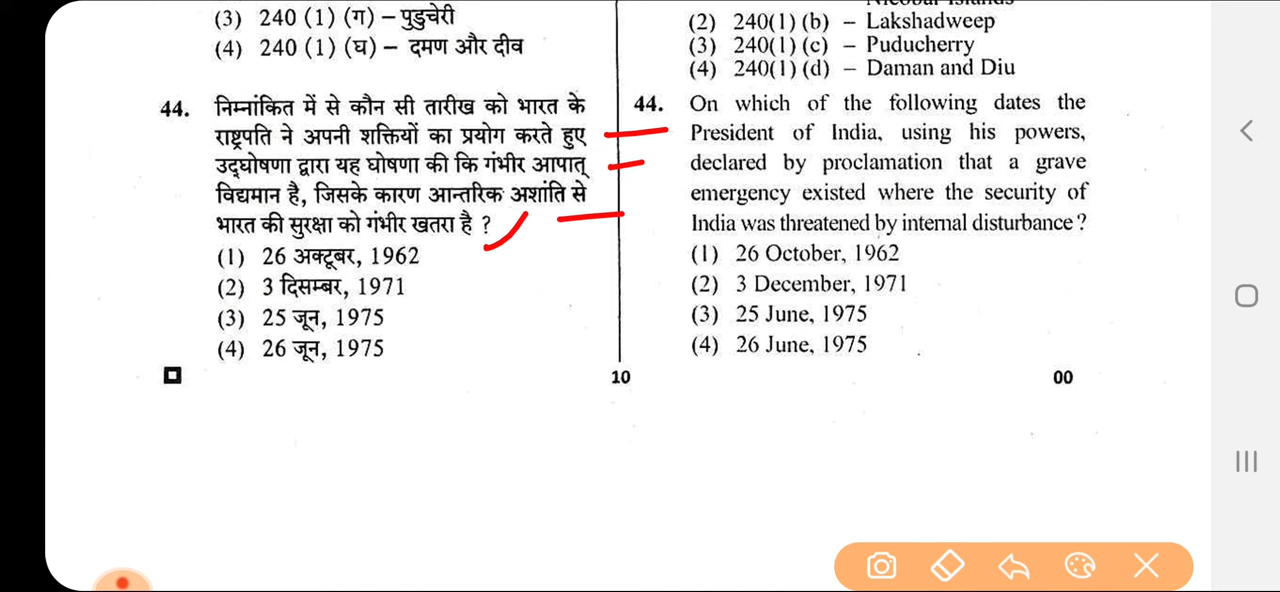 (3) 240 (1) (ग) – पुडुचेरी
(4) 240 (1) (घ) – दमण और दीव
44. निम्नांकित में से कौन सी तारीख को भारत के
राष्ट्रपति ने अपनी शक्तियों का प्रयोग करते हुए
उद्घोषणा द्वारा यह घोषणा की कि गंभीर आपात्
विद्यमान है, जिसके कारण आन्तरिक अशांति से
भारत की सुरक्षा को गंभीर खतरा है ?
(1) 26 अक्टूबर, 1962
(2) 3 दिसम्बर, 1971
(3) 25 जून, 1975
(4) 26 जून, 1975
(2) 240(1) (b) – Lakshadweep
(3) 240(1) (c) – Puducherry
(4) 240(1) (d) – Daman and Diu
44. On which of the following dates the
President of India, using his powers,
declared by proclamation that a grave
emergency existed where the security of
India was threatened by internal disturbance ?
(1) 26 October, 1962
(2) 3 December, 1971
(3) 25 June, 1975
(4) 26 June, 1975
10
00